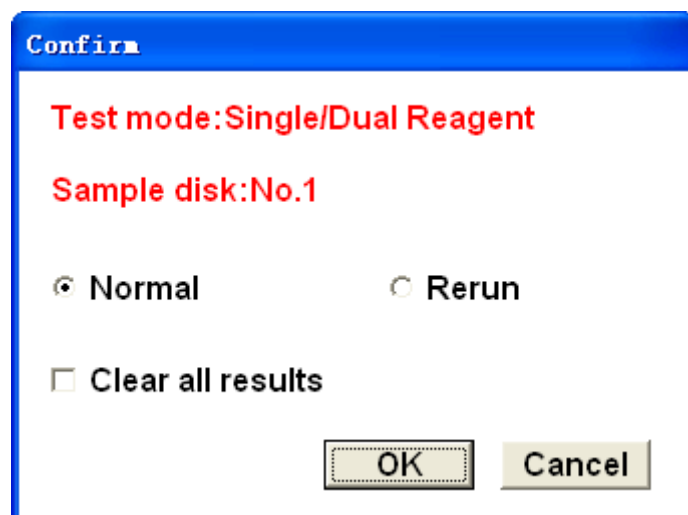 Confirm
Test mode:Single/Dual Reagent
Sample disk:No.1
Normal Rerun
Clear all results
OK Cancel